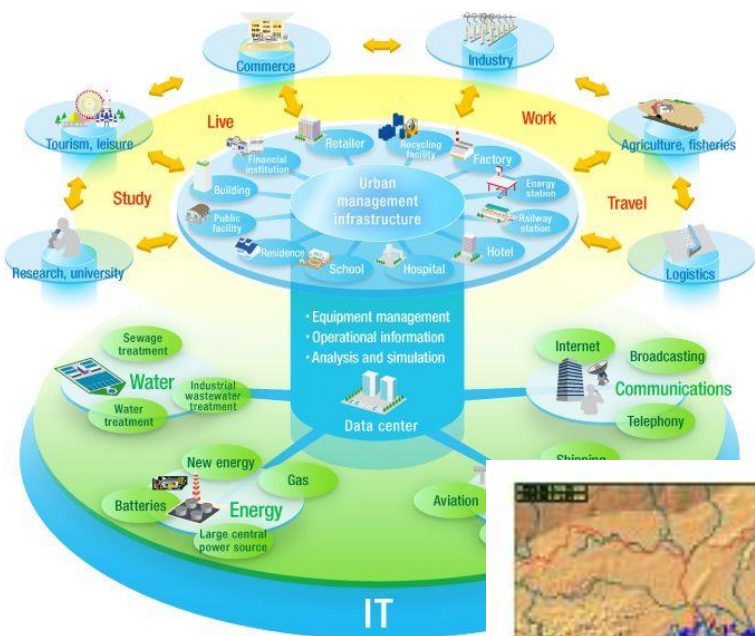 Commerce
Industry
Tourism, leisure
Live
Work
Agriculture, fisheries
Retailer
Recycling
facility
Financial
institution
Factory
Building
Urban
management
infrastructure
Energy
station
Study
Travel
Public
facility
Railway
station
Residence
School
Hospital
Hotel
Research, university
Logistics
• Equipment management
• Operational information
• Analysis and simulation
Data center
Sewage
treatment
Water
Industrial
wastewater
treatment
Water
treatment
Internet
Broadcasting
Communications
Telephony
Shipping
New energy
Gas
Batteries
Energy
Large central
power source
Aviation
IT